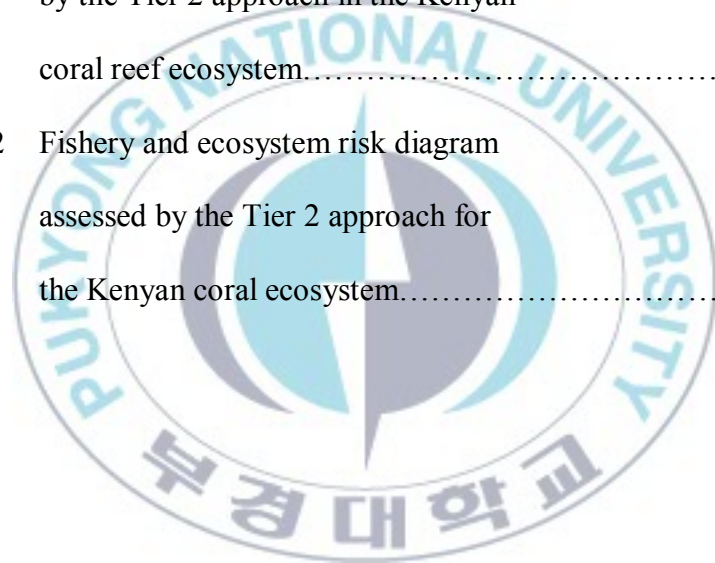 by the Tier 2 approach in the Kenyan
coral reef ecosystem……………………………………
2 Fishery and ecosystem risk diagram
assessed by the Tier 2 approach for
the Kenyan coral ecosystem……………………………
PUKYONG NATIONAL UNIVERSITY
부경대학교